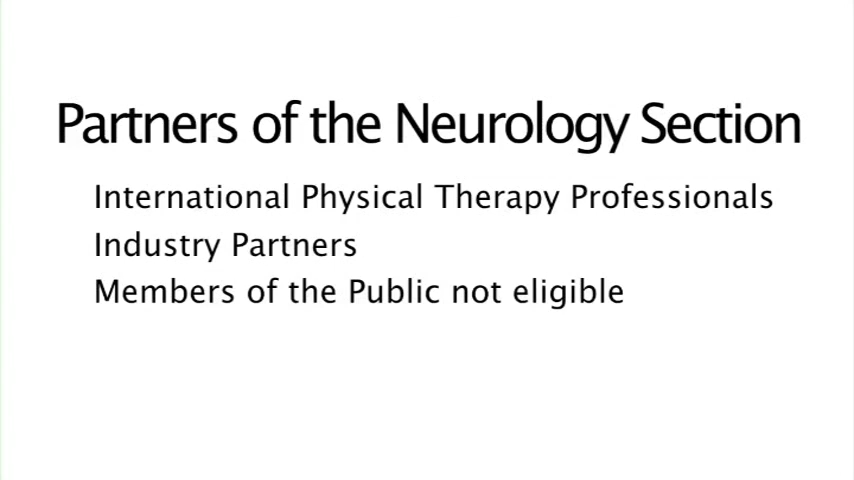 Partners of the Neurology Section
International Physical Therapy Professionals
Industry Partners
Members of the Public not eligible